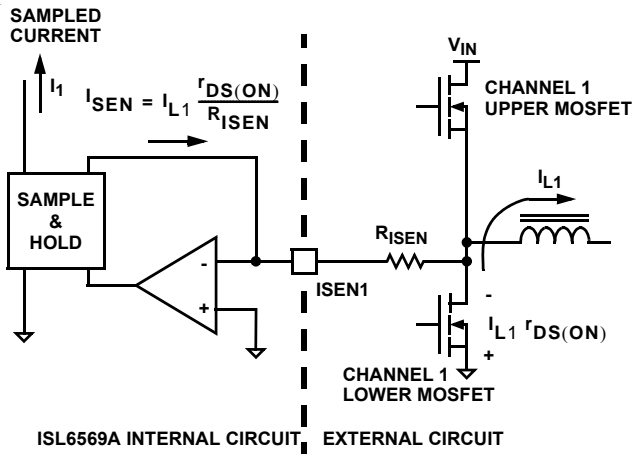 SAMPLED
CURRENT
I1
ISEN = IL1 rDS(ON) / RISEN
SAMPLE
&
HOLD
-
+
ISEN1
RISEN
VIN
CHANNEL 1
UPPER MOSFET
IL1
-
IL1 rDS(ON)
+
CHANNEL 1
LOWER MOSFET
ISL6569A INTERNAL CIRCUIT
EXTERNAL CIRCUIT